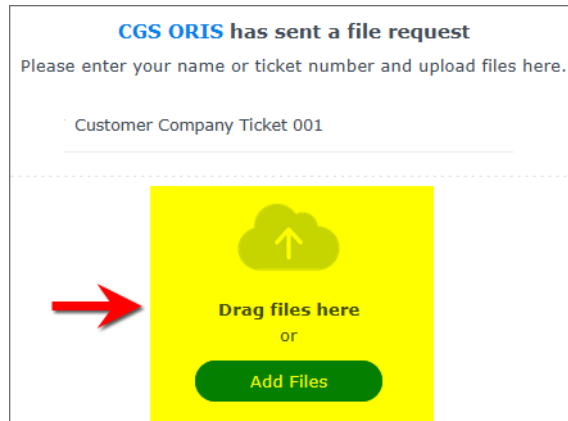 CGS ORIS has sent a file request
Please enter your name or ticket number and upload files here.
Customer Company Ticket 001
Drag files here
or
Add Files